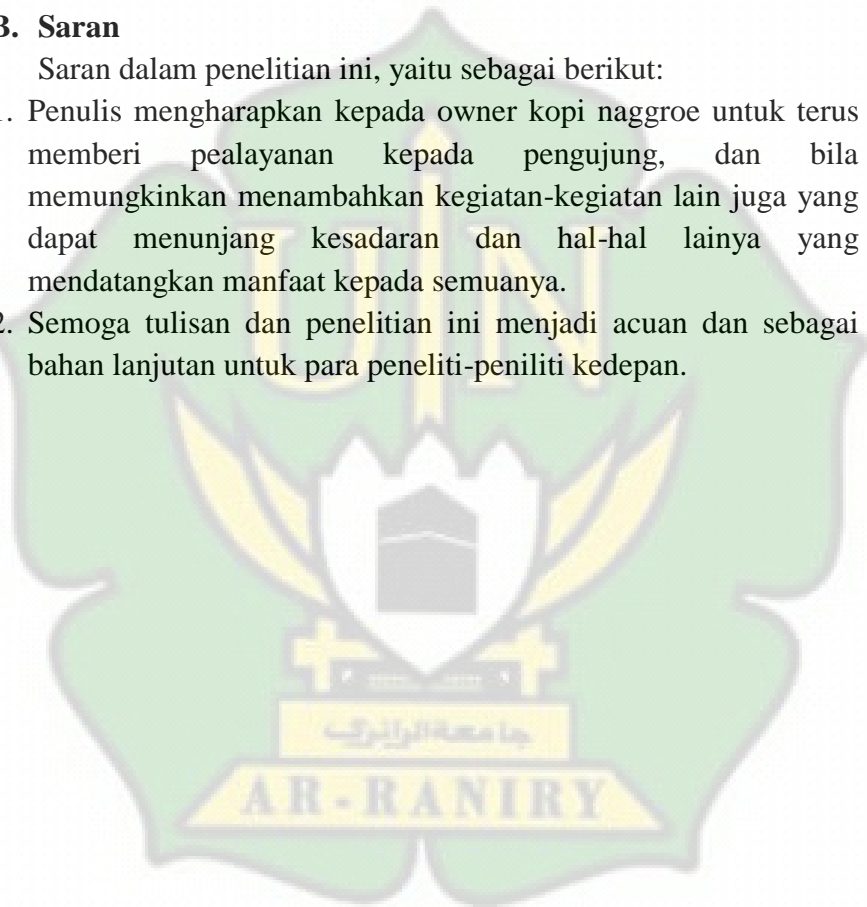 B. Saran
Saran dalam penelitian ini, yaitu sebagai berikut:
1. Penulis mengharapkan kepada owner kopi naggroe untuk terus
memberi pealayanan kepada pengujung, dan bila
memungkinkan menambahkan kegiatan-kegiatan lain juga yang
dapat menunjang kesadaran dan hal-hal lainya yang
mendatangkan manfaat kepada semuanya.
2. Semoga tulisan dan penelitian ini menjadi acuan dan sebagai
bahan lanjutan untuk para peneliti-peniliti kedepan.
UIN
جامعة الرانري
AR-RANIRY